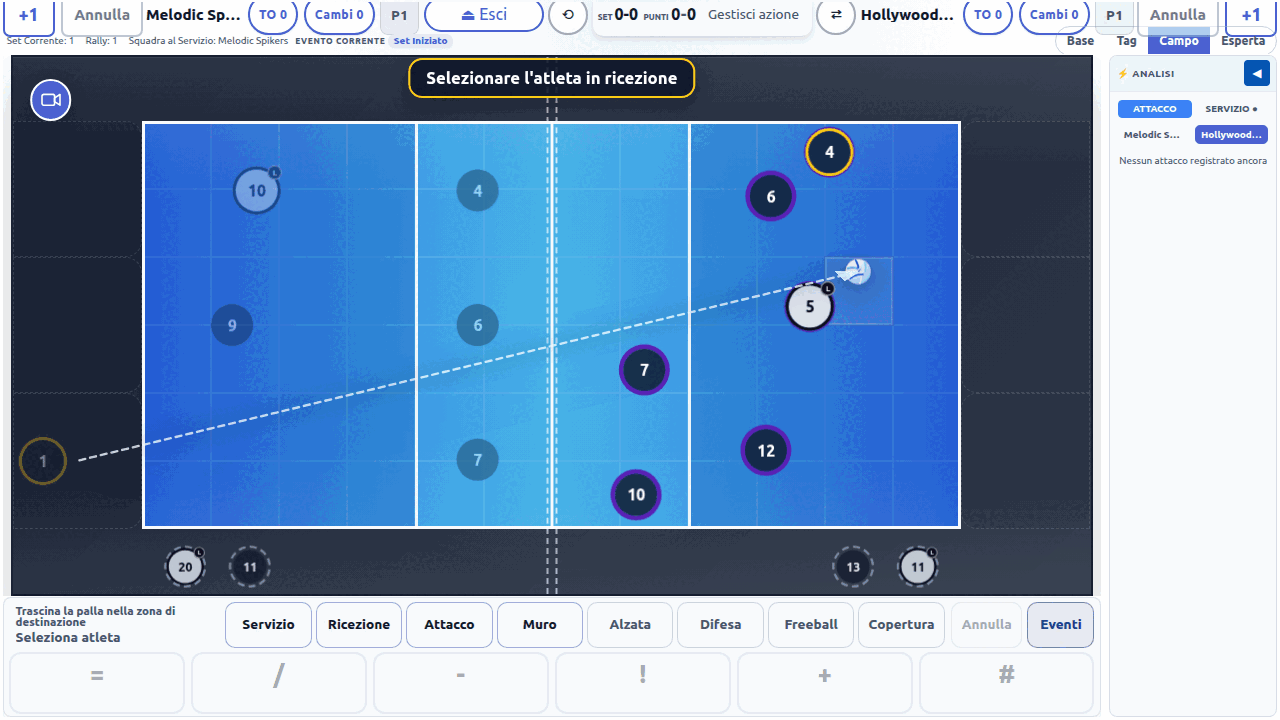 +1
Annulla
Melodic Sp...
TO 0
Cambi 0
P1
⏏ Esci
⟲
SET 0-0 PUNTI 0-0
Gestisci azione
⇄
Hollywood...
TO 0
Cambi 0
P1
Annulla
+1
Set Corrente: 1 Rally: 1 Squadra al Servizio: Melodic Spikers EVENTO CORRENTE Set Iniziato
Base Tag Campo Esperta
Selezionare l'atleta in ricezione
⚡ ANALISI
◀
ATTACCO SERVIZIO ●
Melodic S... Hollywood...
Nessun attacco registrato ancora
4
10 L
4
6
5 L
9
6
7
12
1
7
10
20 L
11
13
11 L
Trascina la palla nella zona di
destinazione
Seleziona atleta
Servizio
Ricezione
Attacco
Muro
Alzata
Difesa
Freeball
Copertura
Annulla
Eventi
=
/
-
!
+
#